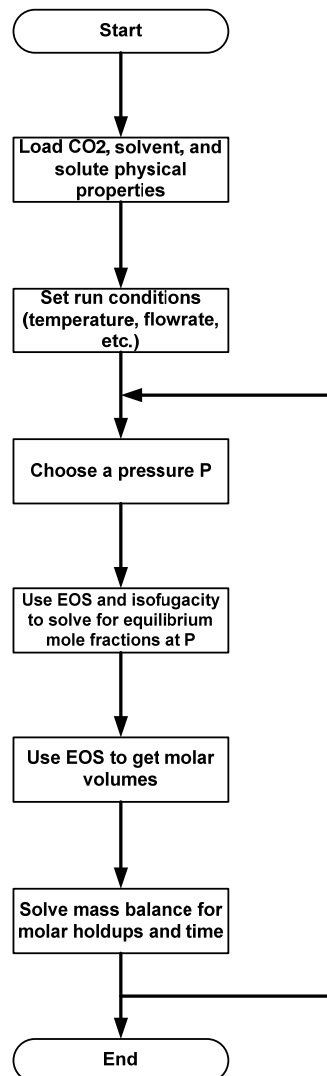 Start
Load CO2, solvent, and
solute physical
properties
Set run conditions
(temperature, flowrate,
etc.)
Choose a pressure P
Use EOS and isofugacity
to solve for equilibrium
mole fractions at P
Use EOS to get molar
volumes
Solve mass balance for
molar holdups and time
End